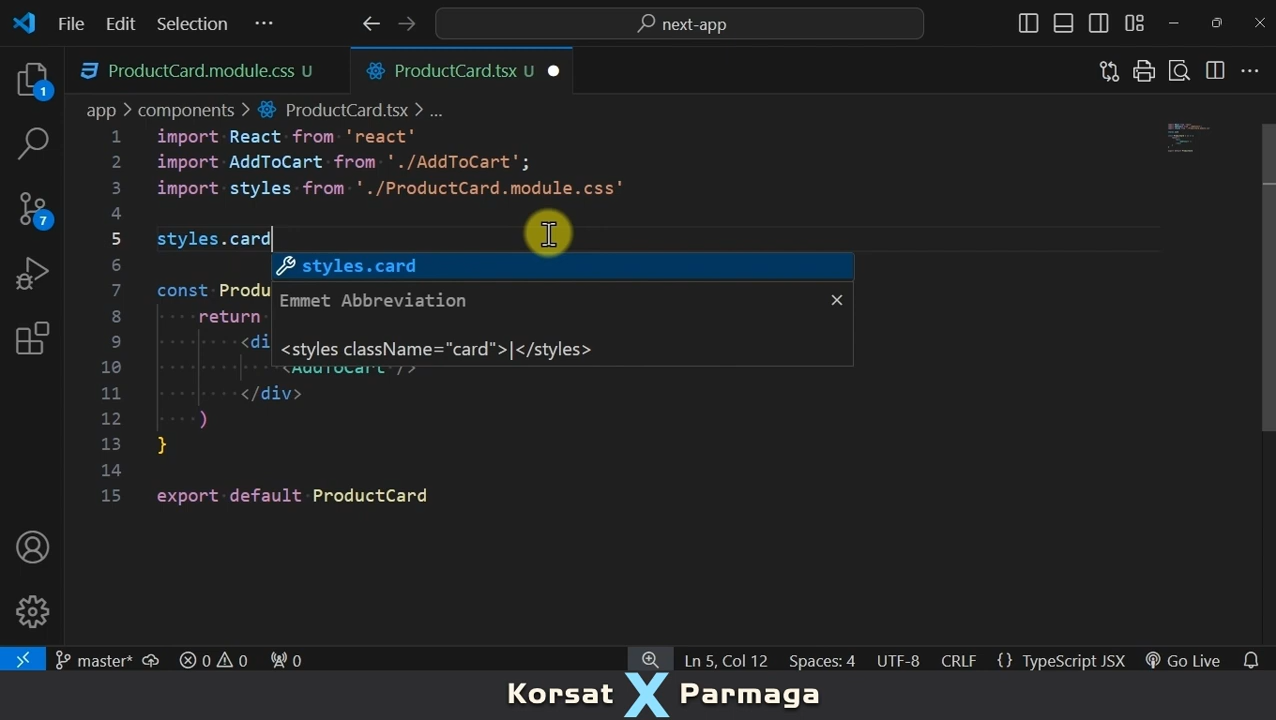 File Edit Selection ··· next-app
ProductCard.module.css U ProductCard.tsx U
app > components > ProductCard.tsx > ...
1 import React from 'react'
2 import AddToCart from './AddToCart';
3 import styles from './ProductCard.module.css'
4
5 styles.card
styles.card
6
Emmet Abbreviation
7 const Produ
8 return
9 <di
<styles className="card">|</styles>
10 <AddToCart />
11 </div>
12 )
13 }
14
15 export default ProductCard
1
7
master* 0 0 0 Ln 5, Col 12 Spaces: 4 UTF-8 CRLF {} TypeScript JSX Go Live
Korsat X Parmaga